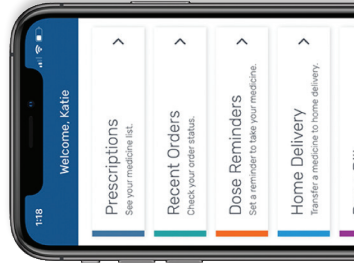 1:18
Welcome, Katie
Prescriptions
See your medicine list.
Recent Orders
Check your order status.
Dose Reminders
Set a reminder to take your medicine.
Home Delivery
Transfer a medicine to home delivery.